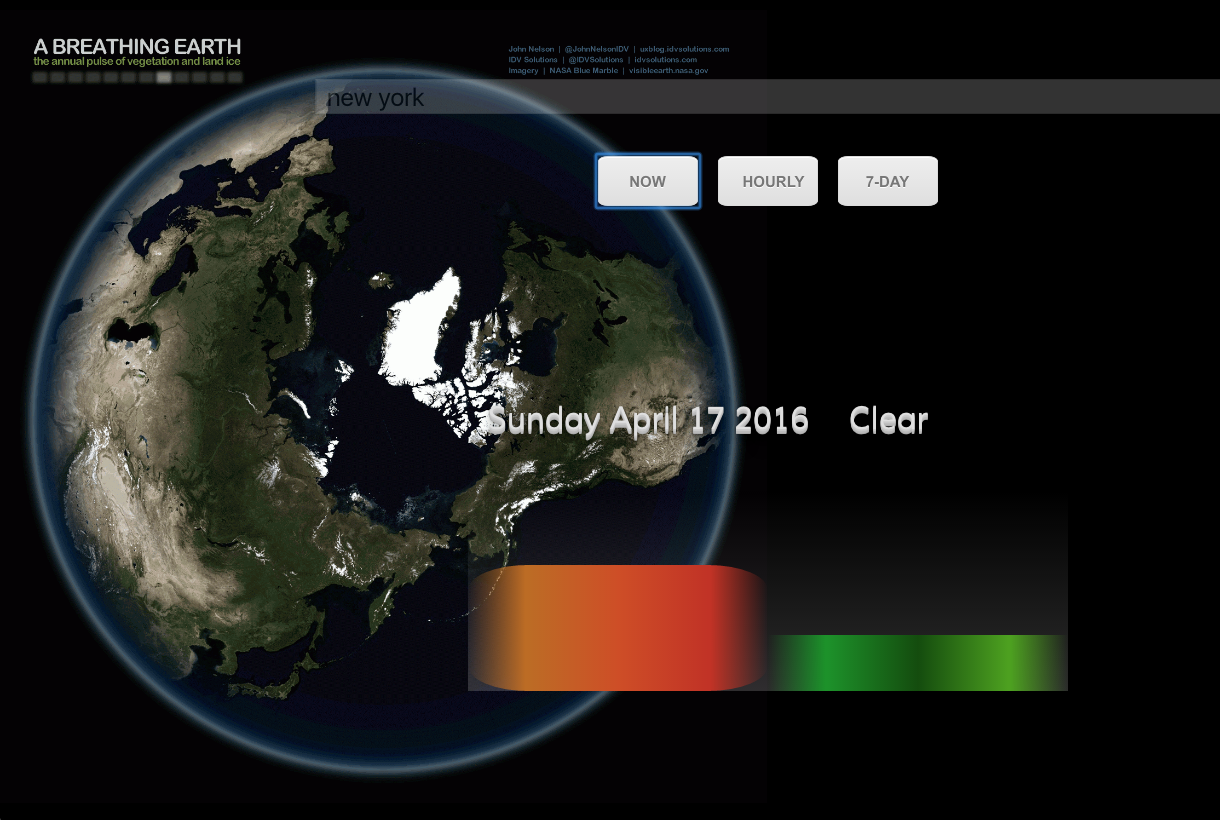 A BREATHING EARTH
the annual pulse of vegetation and land ice
John Nelson | @JohnNelsonIDV | uxblog.idvsolutions.com
IDV Solutions | @IDVSolutions | idvsolutions.com
Imagery | NASA Blue Marble | visibleearth.nasa.gov
new york
NOW HOURLY 7-DAY
Sunday April 17 2016 Clear